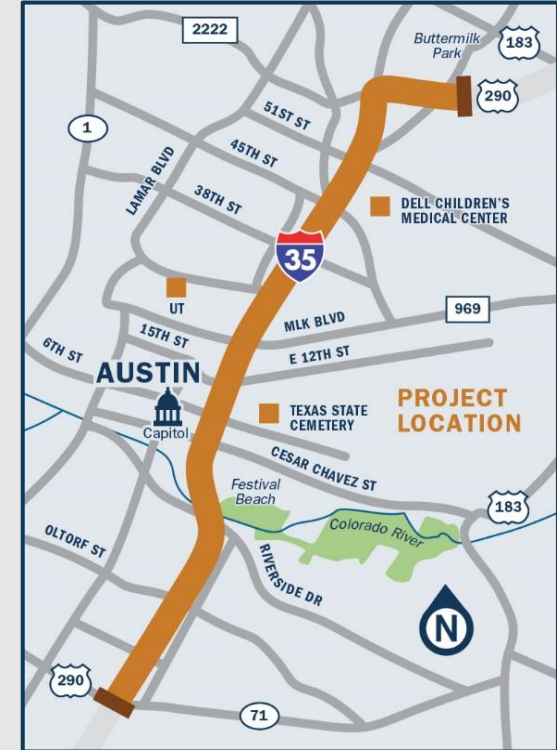 2222
Buttermilk
Park
183
290
1
51ST ST
45TH ST
LAMAR BLVD
38TH ST
DELL CHILDREN'S
MEDICAL CENTER
35
UT
MLK BLVD
969
15TH ST
6TH ST
E 12TH ST
AUSTIN
Capitol
TEXAS STATE
CEMETERY
PROJECT
LOCATION
CESAR CHAVEZ ST
Festival
Beach
183
Colorado River
OLTORF ST
RIVERSIDE DR
N
290
71